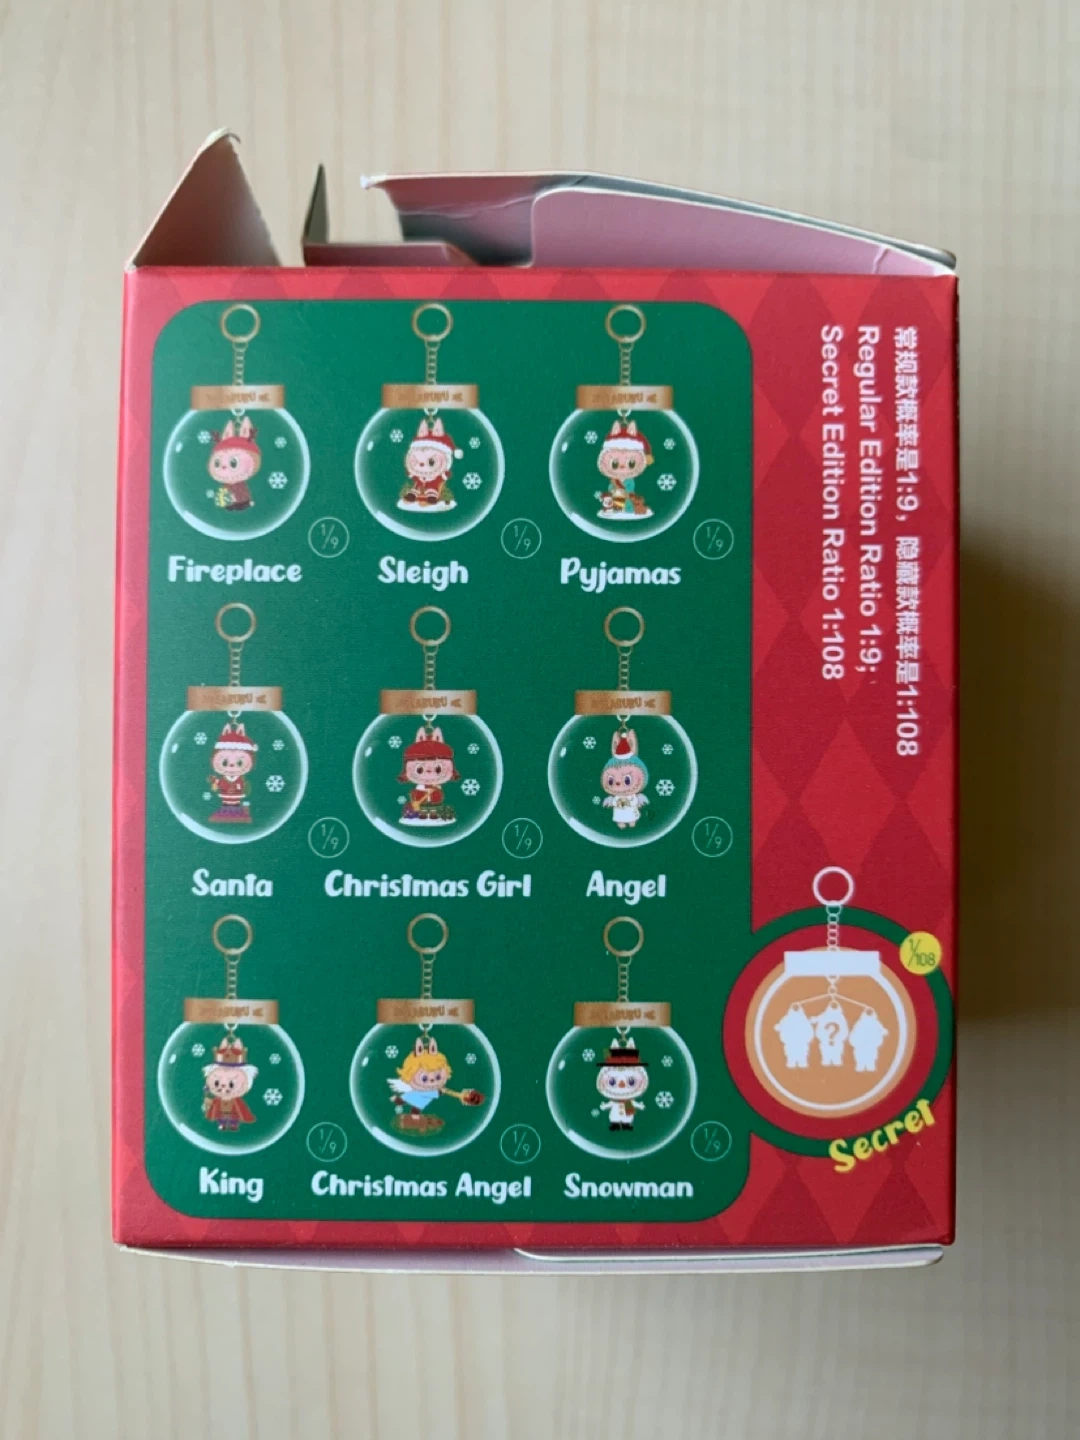 1/9 1/9 1/9
Fireplace Sleigh Pyjamas
1/9 1/9 1/9
Santa Christmas Girl Angel
1/9 1/9 1/9
King Christmas Angel Snowman
常规款概率是1:9，隐藏款概率是1:108
Regular Edition Ratio 1:9;
Secret Edition Ratio 1:108
1/108
?
Secret